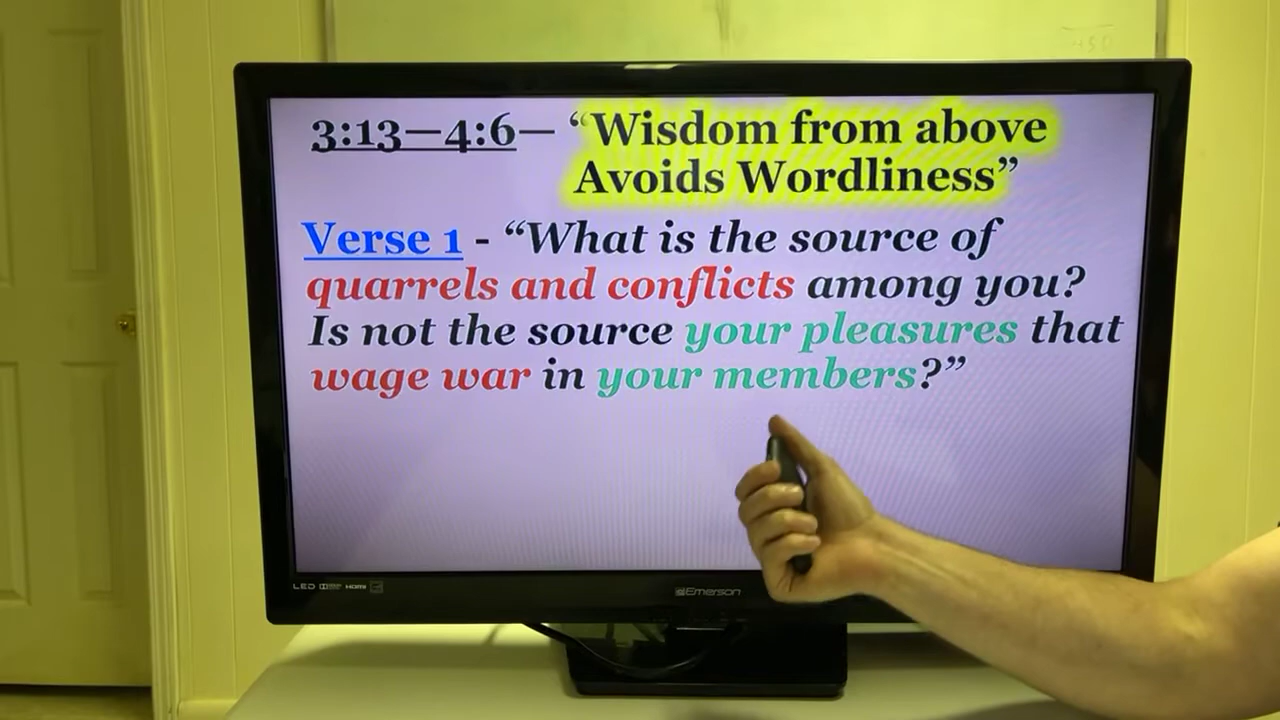 3:13—4:6— “Wisdom from above
Avoids Wordliness”
Verse 1 - “What is the source of
quarrels and conflicts among you?
Is not the source your pleasures that
wage war in your members?”
LED HDMI
Emerson